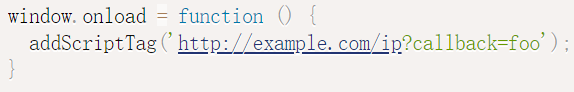 window.onload = function () {
  addScriptTag('http://example.com/ip?callback=foo');
}